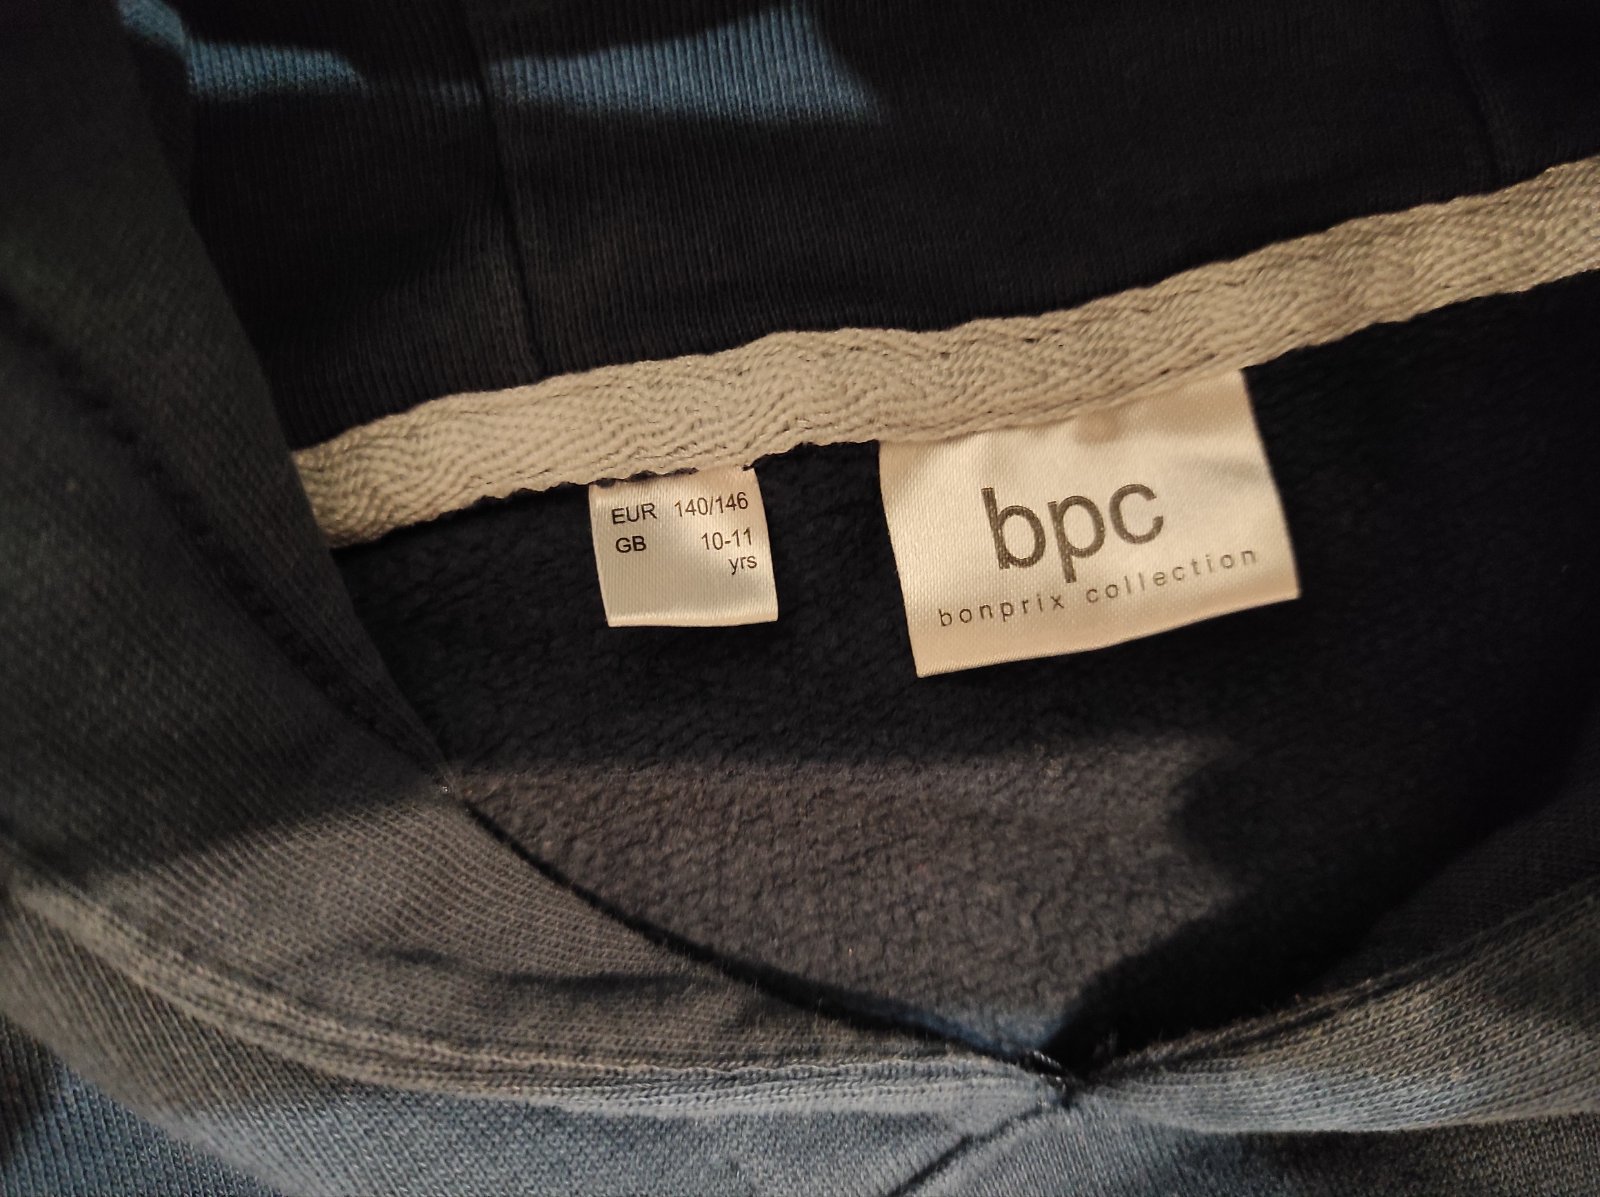 EUR 140/146
GB 10-11
yrs
bpc
bonprix collection